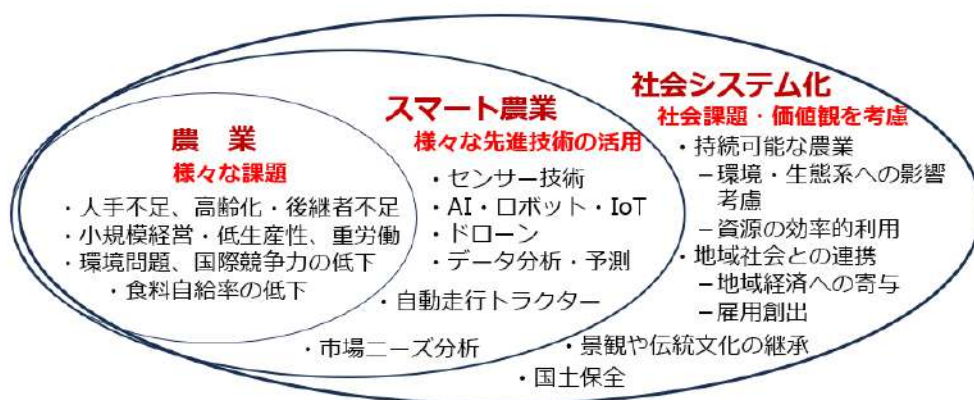 農　業
様々な課題
・人手不足、高齢化・後継者不足
・小規模経営・低生産性、重労働
・環境問題、国際競争力の低下
・食料自給率の低下
スマート農業
様々な先進技術の活用
・センサー技術
・AI・ロボット・IoT
・ドローン
・データ分析・予測
・自動走行トラクター
・市場ニーズ分析
社会システム化
社会課題・価値観を考慮
・持続可能な農業
－環境・生態系への影響
考慮
－資源の効率的利用
・地域社会との連携
－地域経済への寄与
－雇用創出
・景観や伝統文化の継承
・国土保全